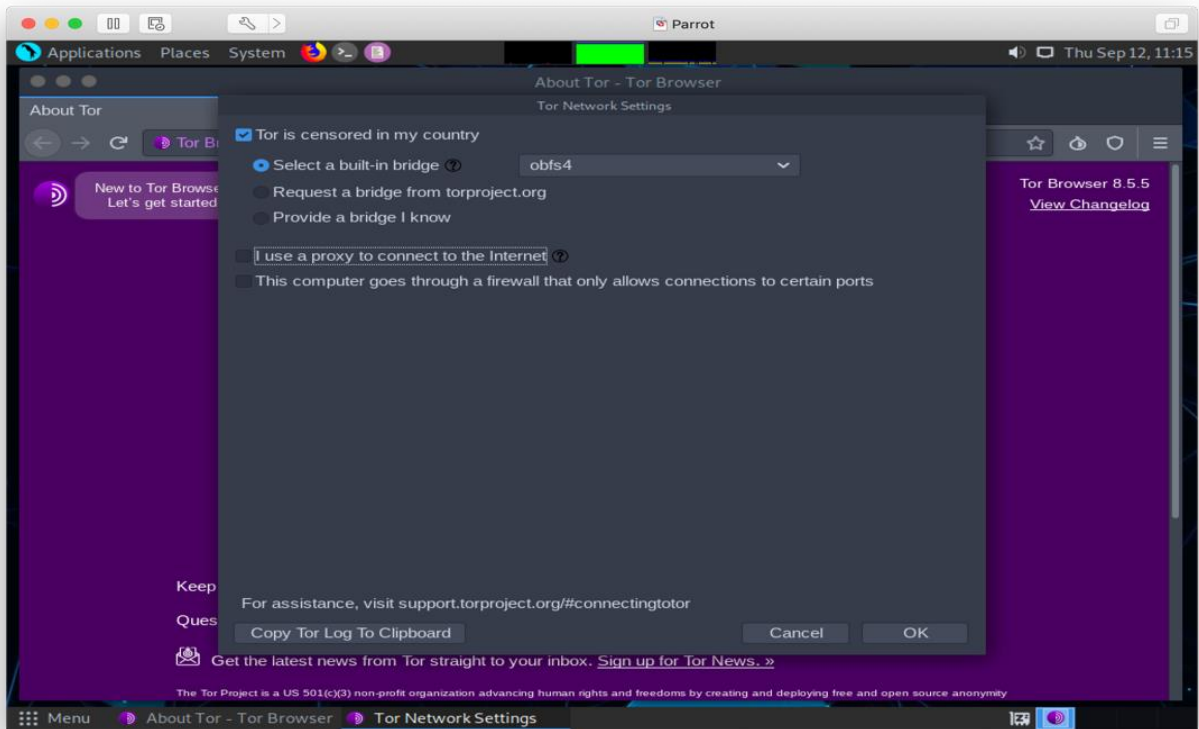 Parrot
Applications Places System
Thu Sep 12, 11:15
About Tor - Tor Browser
About Tor
Tor Network Settings
Tor is censored in my country
Tor Br
Select a built-in bridge ? obfs4
New to Tor Browse
Let's get started
Request a bridge from torproject.org
Tor Browser 8.5.5
View Changelog
Provide a bridge I know
I use a proxy to connect to the Internet ?
This computer goes through a firewall that only allows connections to certain ports
Keep
For assistance, visit support.torproject.org/#connectingtotor
Ques
Copy Tor Log To Clipboard Cancel OK
Get the latest news from Tor straight to your inbox. Sign up for Tor News. »
The Tor Project is a US 501(c)(3) non-profit organization advancing human rights and freedoms by creating and deploying free and open source anonymity
Menu About Tor - Tor Browser Tor Network Settings